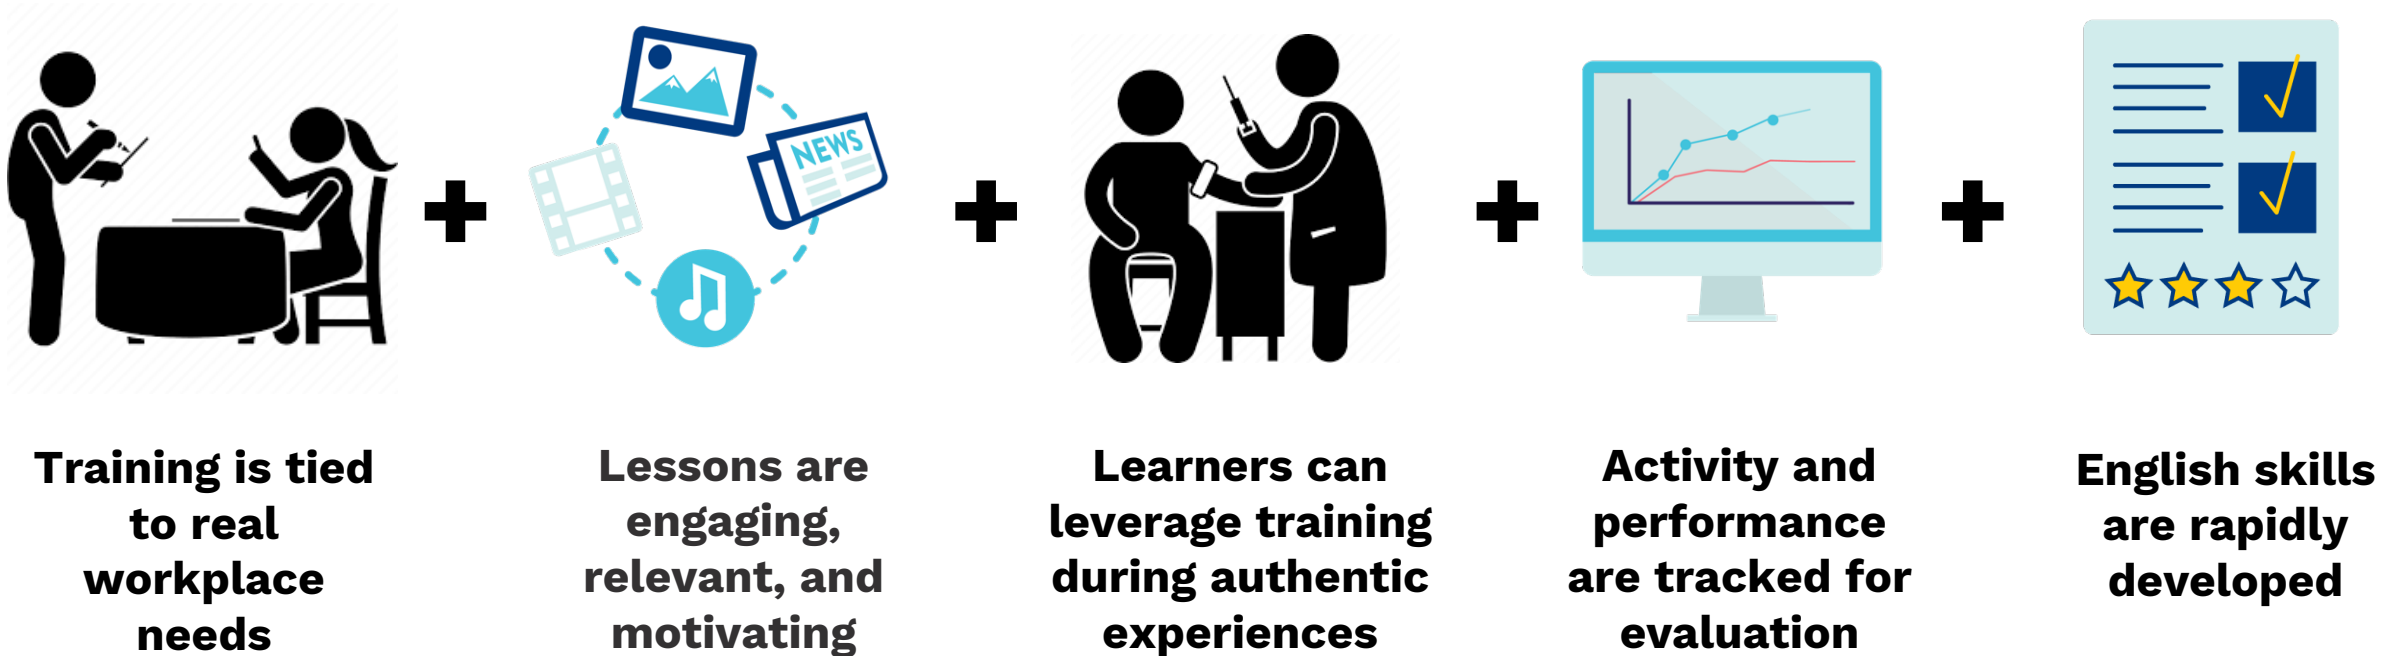 NEWS
Training is tied
to real
workplace
needs
Lessons are
engaging,
relevant, and
motivating
Learners can
leverage training
during authentic
experiences
Activity and
performance
are tracked for
evaluation
English skills
are rapidly
developed